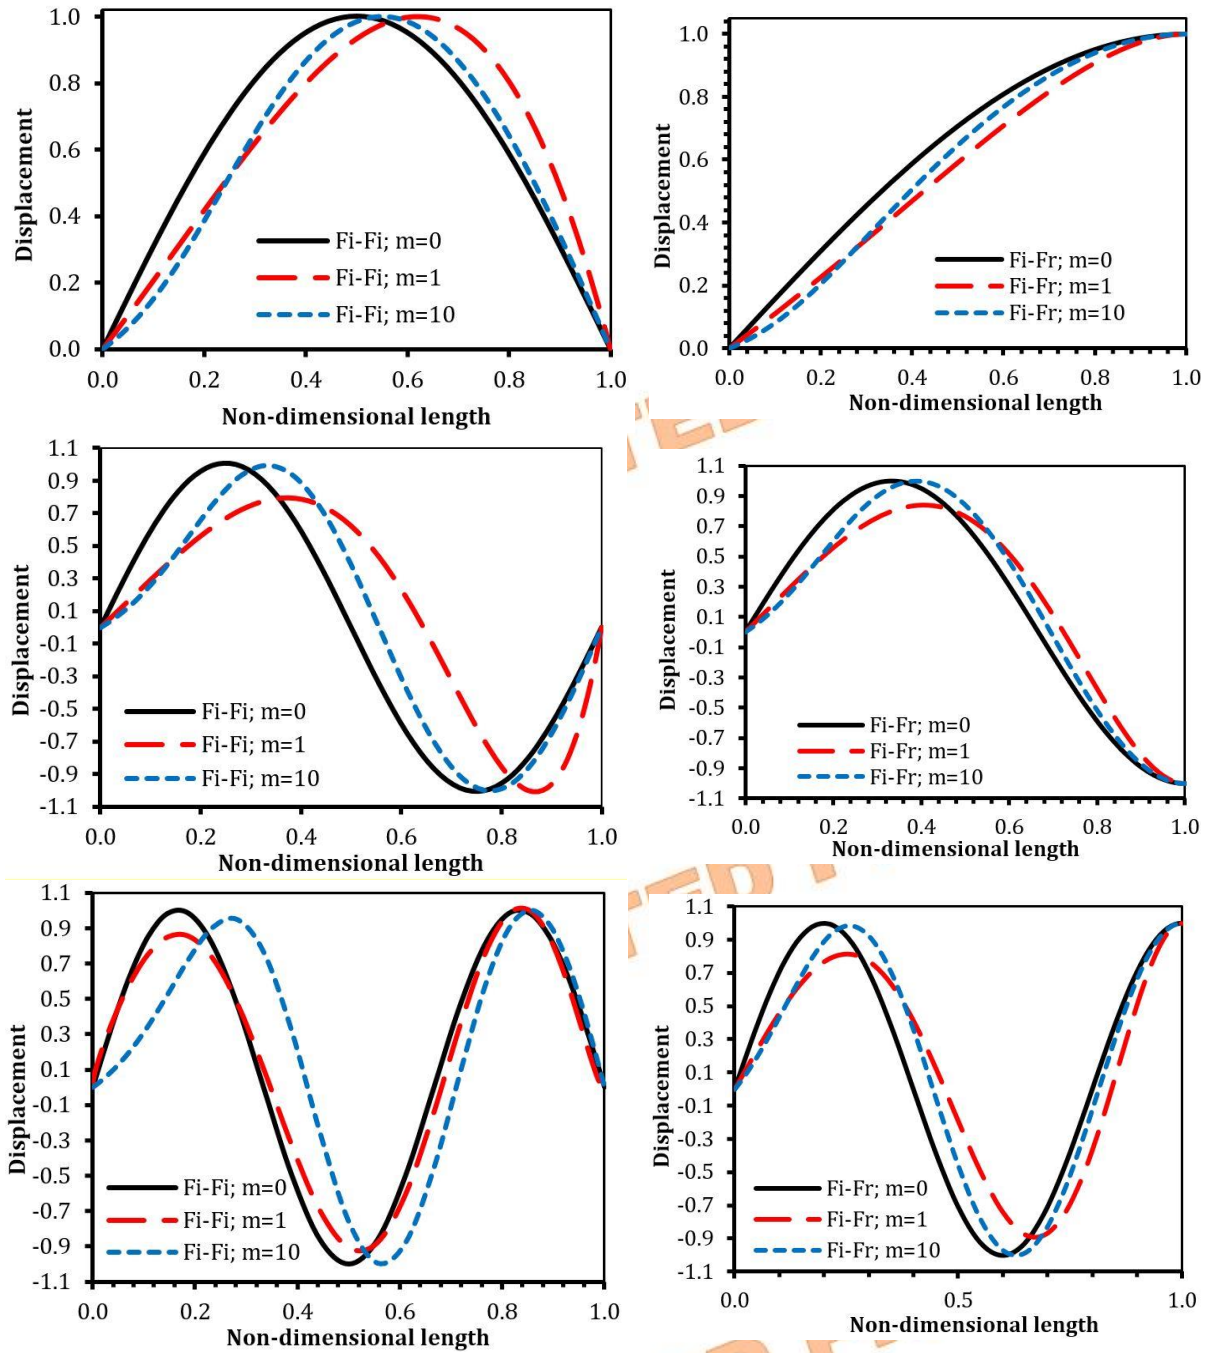 1.0
0.8
0.6
0.4
0.2
0.0
Displacement
Fi-Fi; m=0
Fi-Fi; m=1
Fi-Fi; m=10
0.0 0.2 0.4 0.6 0.8 1.0
Non-dimensional length
1.0
0.8
0.6
0.4
0.2
0.0
Displacement
Fi-Fr; m=0
Fi-Fr; m=1
Fi-Fr; m=10
0.0 0.2 0.4 0.6 0.8 1.0
Non-dimensional length
1.1
0.9
0.7
0.5
0.3
0.1
-0.1
-0.3
-0.5
-0.7
-0.9
-1.1
Displacement
Fi-Fi; m=0
Fi-Fi; m=1
Fi-Fi; m=10
0.0 0.2 0.4 0.6 0.8 1.0
Non-dimensional length
1.1
0.9
0.7
0.5
0.3
0.1
-0.1
-0.3
-0.5
-0.7
-0.9
-1.1
Displacement
Fi-Fr; m=0
Fi-Fr; m=1
Fi-Fr; m=10
0.0 0.2 0.4 0.6 0.8 1.0
Non-dimensional length
1.1
0.9
0.7
0.5
0.3
0.1
-0.1
-0.3
-0.5
-0.7
-0.9
-1.1
Displacement
Fi-Fi; m=0
Fi-Fi; m=1
Fi-Fi; m=10
0.0 0.2 0.4 0.6 0.8 1.0
Non-dimensional length
1.1
0.9
0.7
0.5
0.3
0.1
-0.1
-0.3
-0.5
-0.7
-0.9
-1.1
Displacement
Fi-Fr; m=0
Fi-Fr; m=1
Fi-Fr; m=10
0.0 0.5 1.0
Non-dimensional length